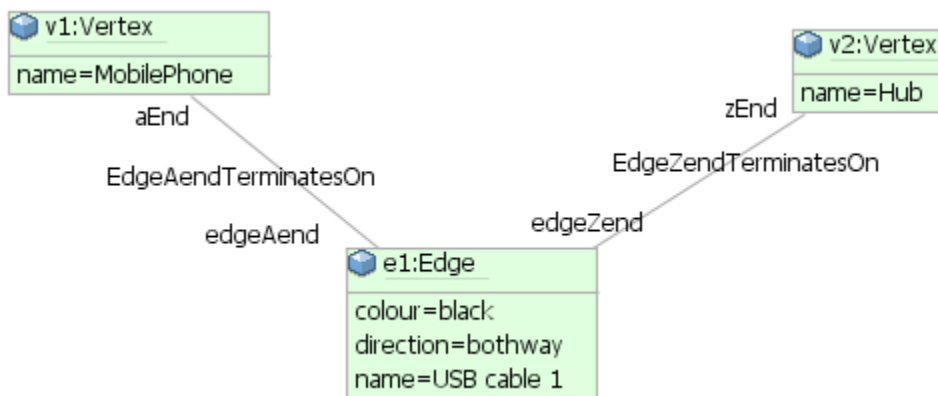 v1:Vertex
name=MobilePhone
v2:Vertex
name=Hub
aEnd
zEnd
EdgeAendTerminatesOn
EdgeZendTerminatesOn
edgeAend
edgeZend
e1:Edge
colour=black
direction=bothway
name=USB cable 1